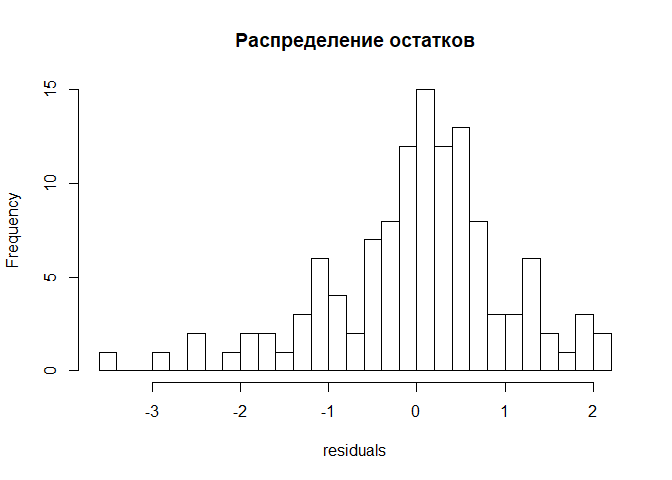 Распределение остатков
Frequency
15
10
5
0
-3 -2 -1 0 1 2
residuals